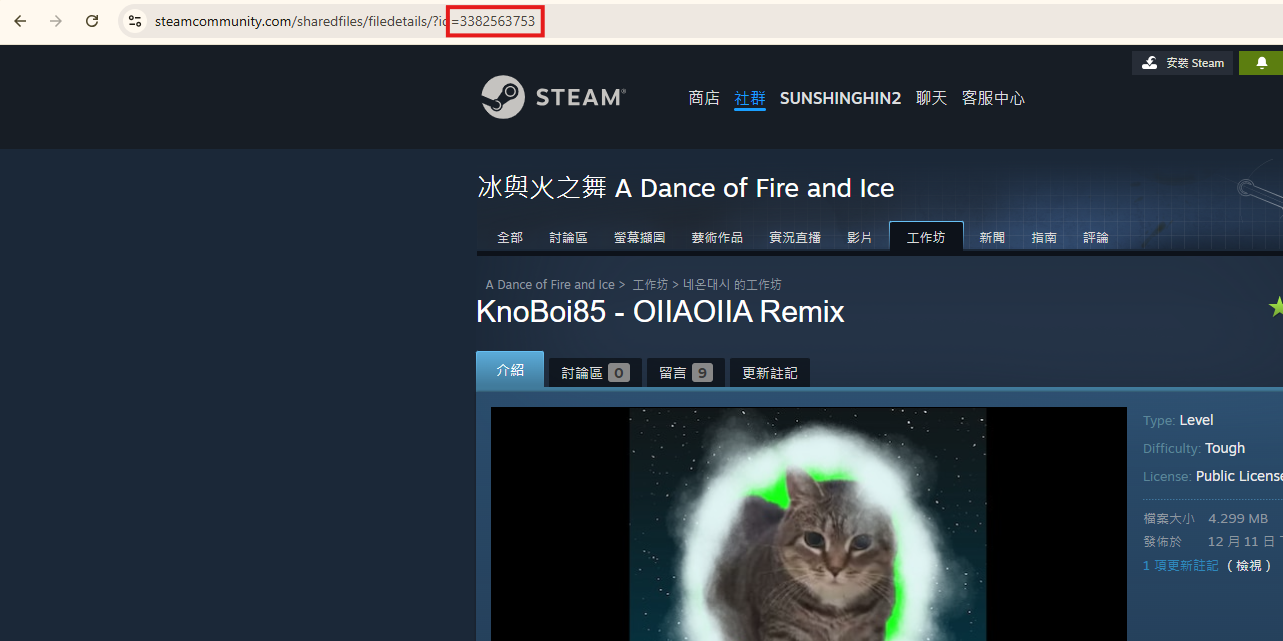 steamcommunity.com/sharedfiles/filedetails/?id=3382563753
安裝 Steam
STEAM®
商店 社群 SUNSHINGHIN2 聊天 客服中心
冰與火之舞 A Dance of Fire and Ice
全部 討論區 螢幕擷圖 藝術作品 實況直播 影片 工作坊 新聞 指南 評論
A Dance of Fire and Ice > 工作坊 > 네온대시 的工作坊
KnoBoi85 - OIIAOIIA Remix
介紹 討論區 0 留言 9 更新註記
Type: Level
Difficulty: Tough
License: Public License
檔案大小 4.299 MB
發佈於 12 月 11 日
1 項更新註記 ( 檢視 )